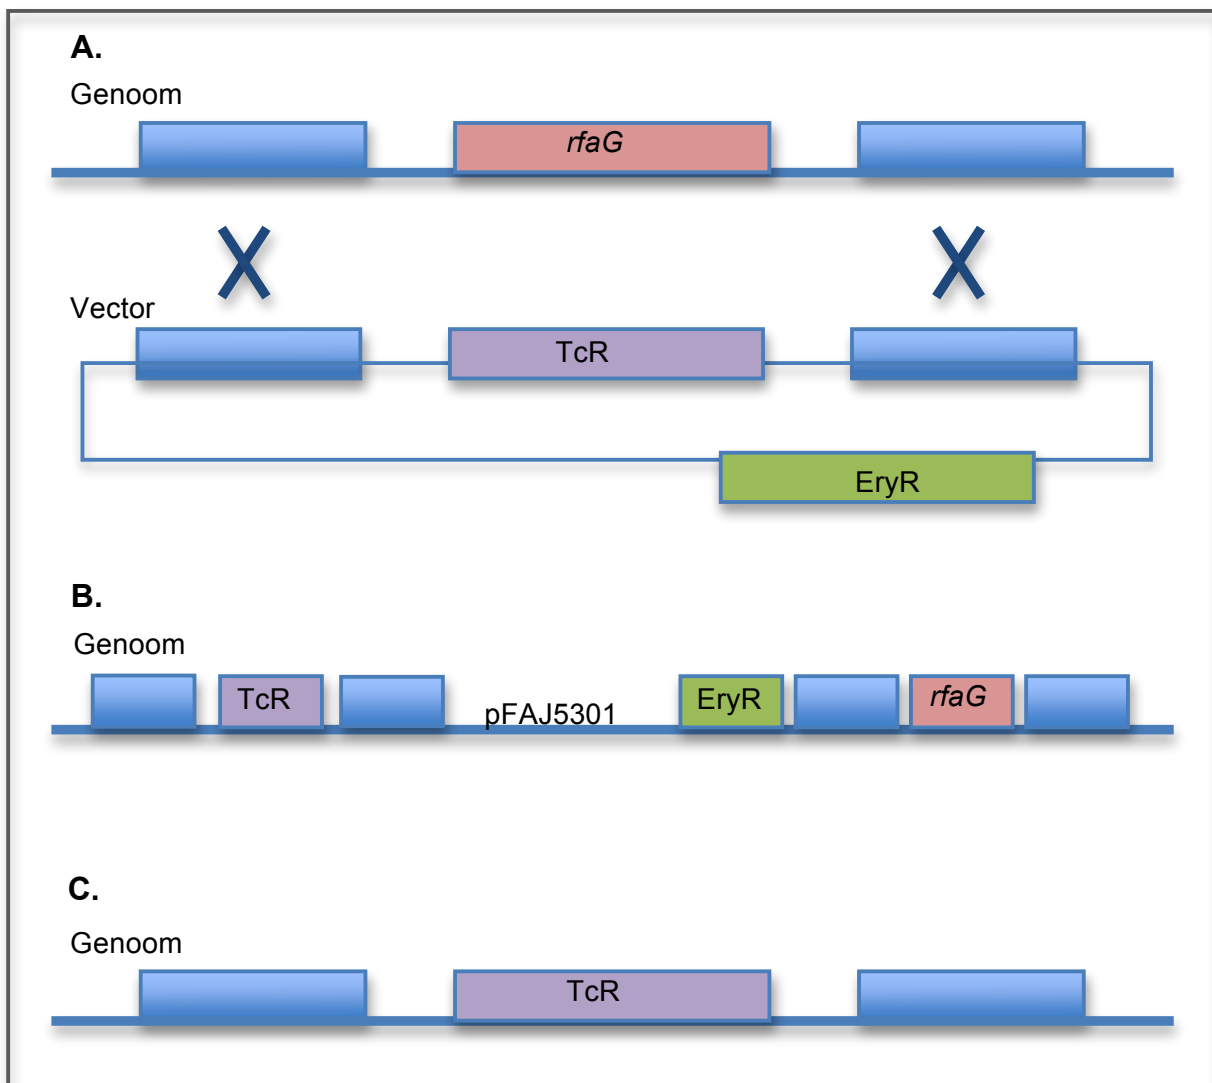 A.
Genoom
rfaG
Vector
TcR
EryR
B.
Genoom
TcR
pFAJ5301
EryR
rfaG
C.
Genoom
TcR